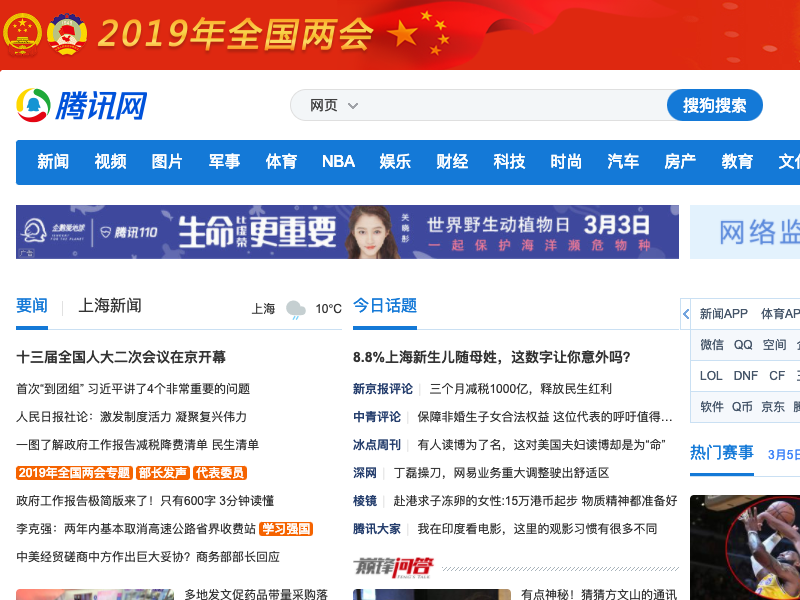 2019年全国两会
腾讯网
网页
搜狗搜索
新闻 视频 图片 军事 体育 NBA 娱乐 财经 科技 时尚 汽车 房产 教育
腾讯110
生命比虚荣更重要
关晓彤
世界野生动植物日 3月3日
一起保护海洋濒危物种
广告
网络监
要闻
上海新闻
上海 10°C
十三届全国人大二次会议在京开幕
首次"到团组" 习近平讲了4个非常重要的问题
人民日报社论：激发制度活力 凝聚复兴伟力
一图了解政府工作报告减税降费清单 民生清单
2019年全国两会专题 部长发声 代表委员
政府工作报告极简版来了！只有600字 3分钟读懂
李克强：两年内基本取消高速公路省界收费站 学习强国
中美经贸磋商中方作出巨大妥协？商务部部长回应
多地发文促药品带量采购落
今日话题
8.8%上海新生儿随母姓，这数字让你意外吗?
新京报评论 三个月减税1000亿，释放民生红利
中青评论 保障非婚生子女合法权益 这位代表的呼吁值得...
冰点周刊 有人读博为了名，这对美国夫妇读博却是为"命"
深网 丁磊操刀，网易业务重大调整驶出舒适区
棱镜 赴港求子冻卵的女性:15万港币起步 物质精神都准备好
腾讯大家 我在印度看电影，这里的观影习惯有很多不同
巅锋问答
有点神秘！猜猜方文山的通讯
新闻APP 体育AP
微信 QQ 空间
LOL DNF CF
软件 Q币 京东
热门赛事
3月5日